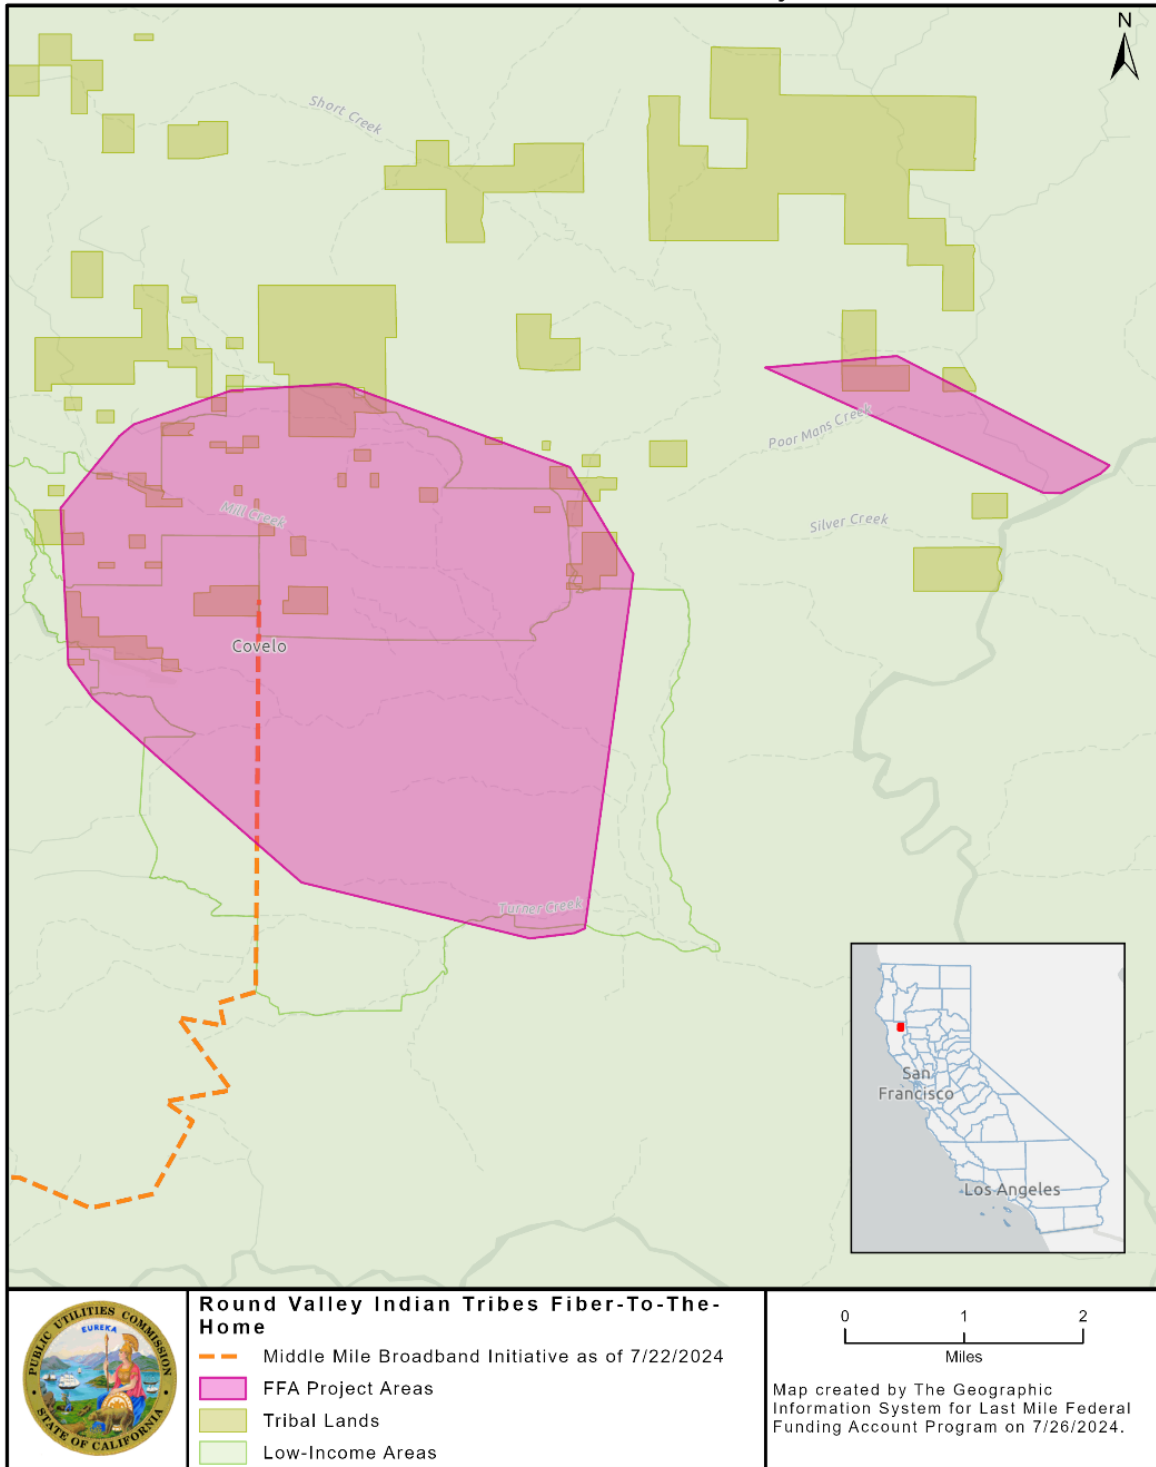 N
Short Creek
Poor Mans Creek
Mill Creek
Silver Creek
Covelo
Turner Creek
San
Francisco
Los Angeles
PUBLIC UTILITIES COMMISSION
EUREKA
STATE OF CALIFORNIA
Round Valley Indian Tribes Fiber-To-The-
Home
Middle Mile Broadband Initiative as of 7/22/2024
FFA Project Areas
Tribal Lands
Low-Income Areas
0 1 2
Miles
Map created by The Geographic
Information System for Last Mile Federal
Funding Account Program on 7/26/2024.